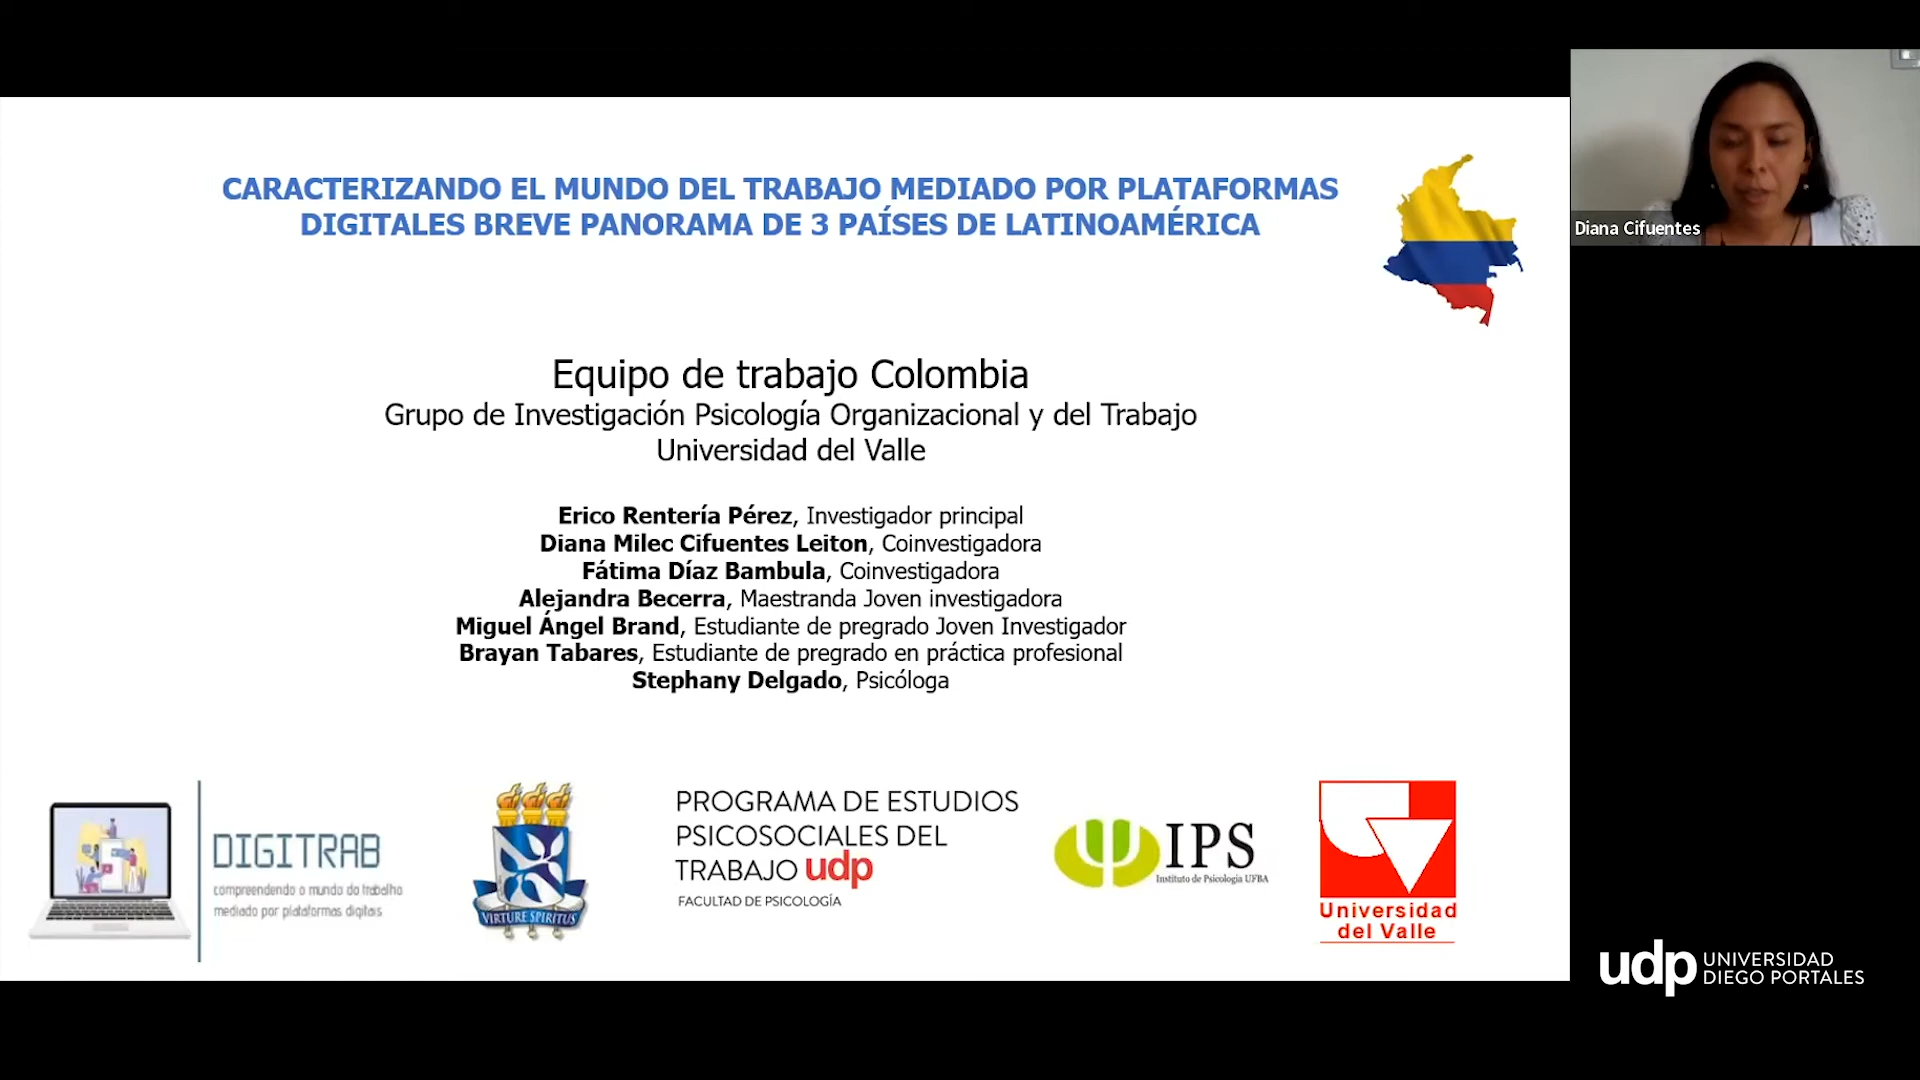 CARACTERIZANDO EL MUNDO DEL TRABAJO MEDIADO POR PLATAFORMAS
DIGITALES BREVE PANORAMA DE 3 PAÍSES DE LATINOAMÉRICA
Diana Cifuentes
Equipo de trabajo Colombia
Grupo de Investigación Psicología Organizacional y del Trabajo
Universidad del Valle
Erico Rentería Pérez, Investigador principal
Diana Milec Cifuentes Leiton, Coinvestigadora
Fátima Díaz Bambula, Coinvestigadora
Alejandra Becerra, Maestranda Joven investigadora
Miguel Ángel Brand, Estudiante de pregrado Joven Investigador
Brayan Tabares, Estudiante de pregrado en práctica profesional
Stephany Delgado, Psicóloga
DIGITRAB
compreendendo o mundo do trabalho
mediado por plataformas digitais
VIRTUTE SPIRITUS
PROGRAMA DE ESTUDIOS
PSICOSOCIALES DEL
TRABAJO udp
FACULTAD DE PSICOLOGÍA
IPS
Instituto de Psicologia UFBA
Universidad
del Valle
udp UNIVERSIDAD
DIEGO PORTALES